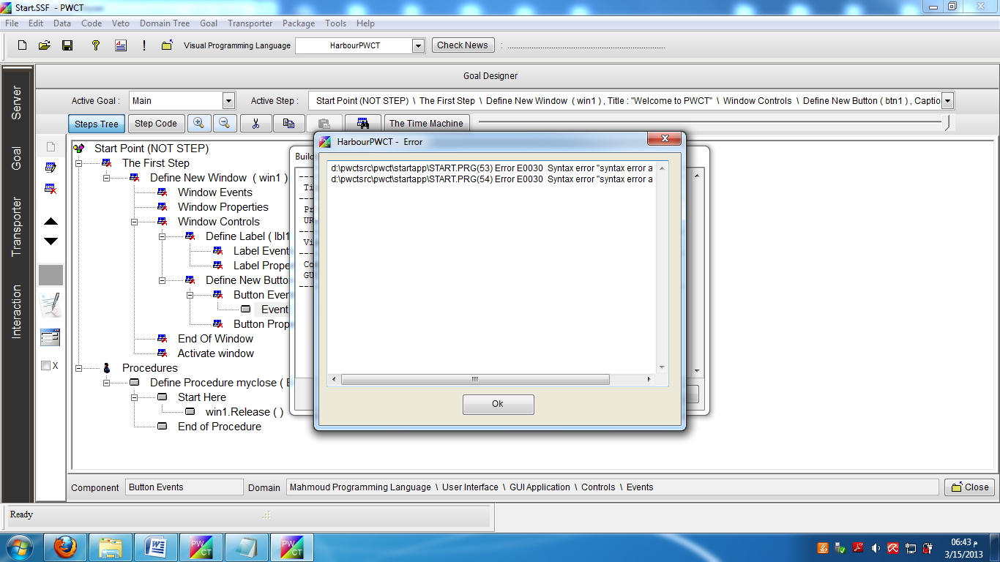 Start.SSF - PWCT
File Edit Data Code Veto Domain Tree Goal Transporter Package Tools Help
Visual Programming Language HarbourPWCT Check News : ........................................................................
Goal Designer
Active Goal : Main Active Step : Start Point (NOT STEP) \ The First Step \ Define New Window ( win1 ) , Title : "Welcome to PWCT" \ Window Controls \ Define New Button ( btn1 ) , Captio
Steps Tree Step Code The Time Machine
Server
Goal
Transporter
Interaction
X
Start Point (NOT STEP)
The First Step
Define New Window ( win1 )
Window Events
Window Properties
Window Controls
Define Label ( lbl1
Label Event
Label Prope
Define New Butto
Button Even
Event
Button Prop
End Of Window
Activate window
Procedures
Define Procedure myclose (
Start Here
win1.Release ( )
End of Procedure
Build
Ti
Pr
UR
Vi
Co
GU
HarbourPWCT - Error
d:\pwctsrc\pwct\startapp\START.PRG(53) Error E0030 Syntax error "syntax error a
d:\pwctsrc\pwct\startapp\START.PRG(54) Error E0030 Syntax error "syntax error a
Ok
Component Button Events Domain Mahmoud Programming Language \ User Interface \ GUI Application \ Controls \ Events Close
Ready
PWCT
PWCT
06:43 م
3/15/2013